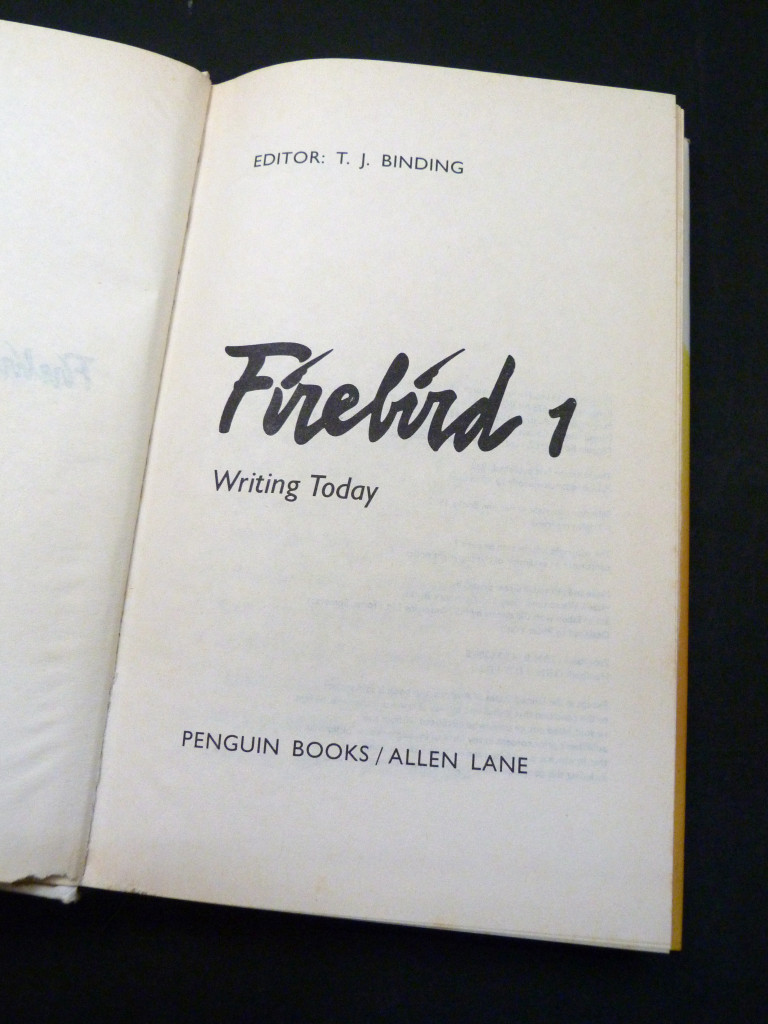 EDITOR: T. J. BINDING
Firebird 1
Writing Today
PENGUIN BOOKS / ALLEN LANE